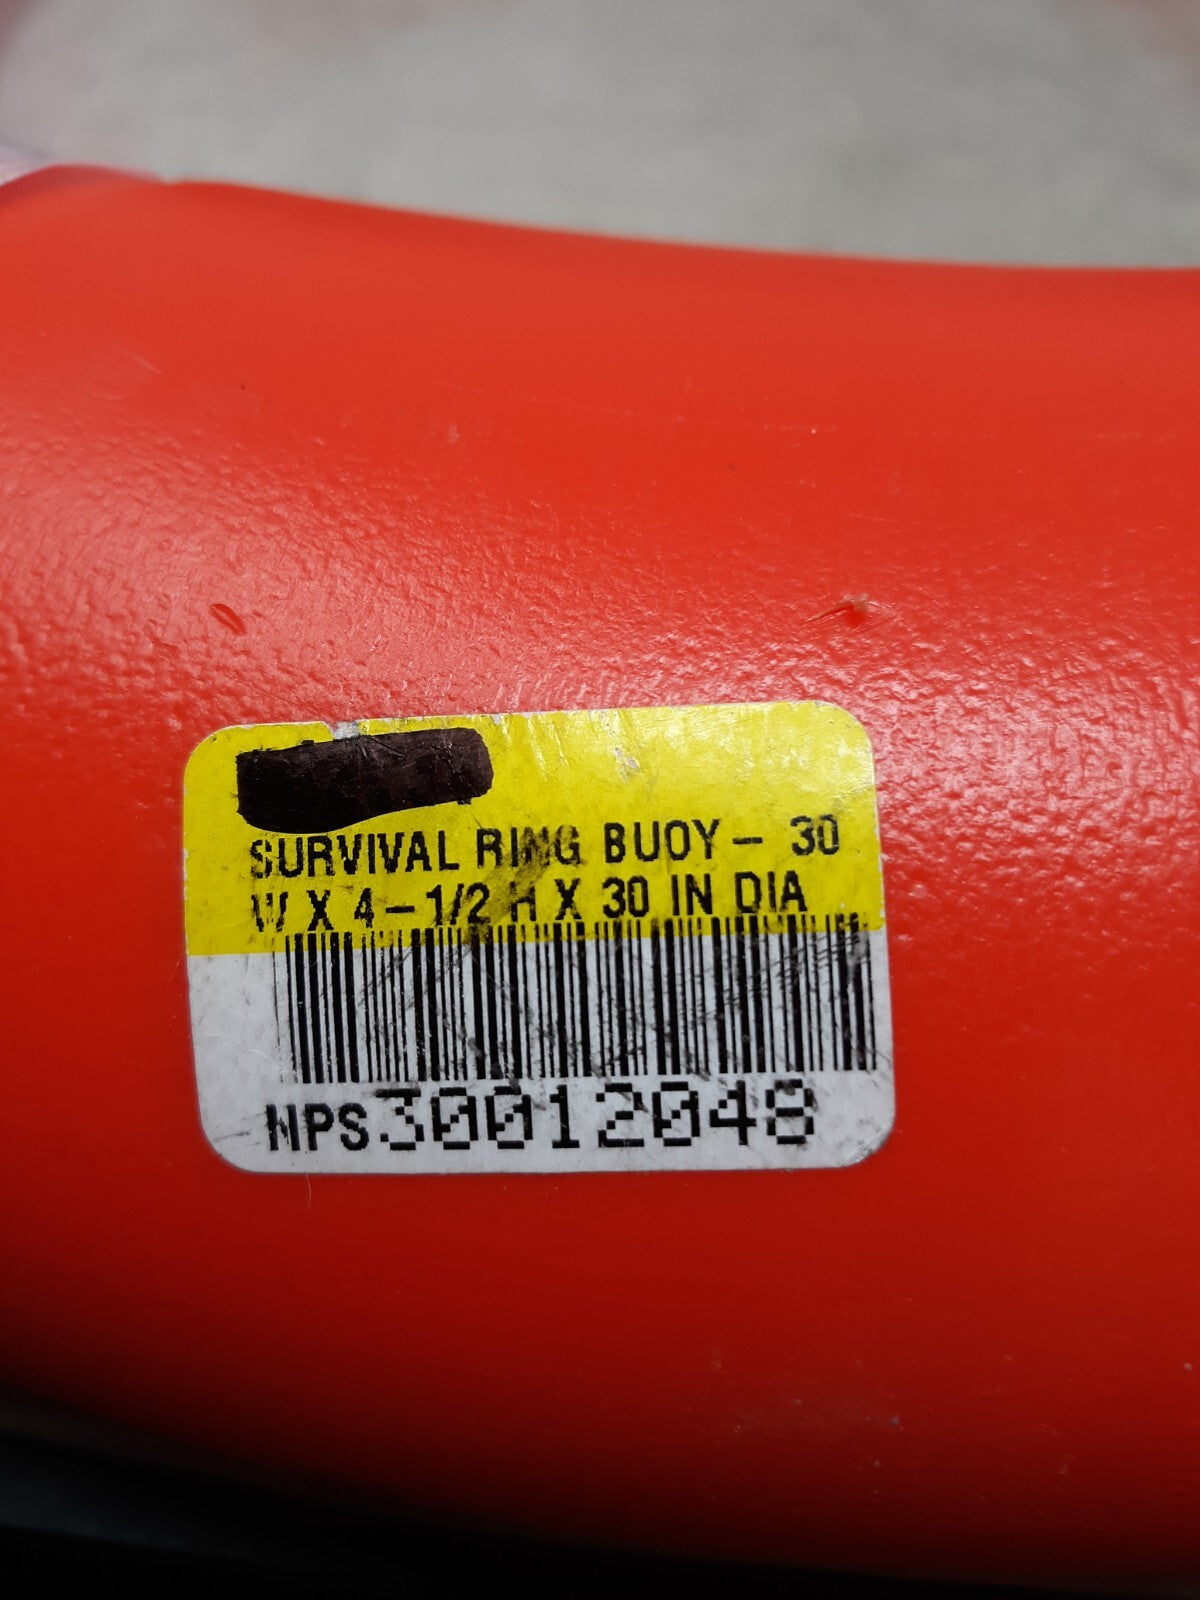 SURVIVAL RING BUOY - 30
W X 4-1/2 H X 30 IN DIA
NPS30012048